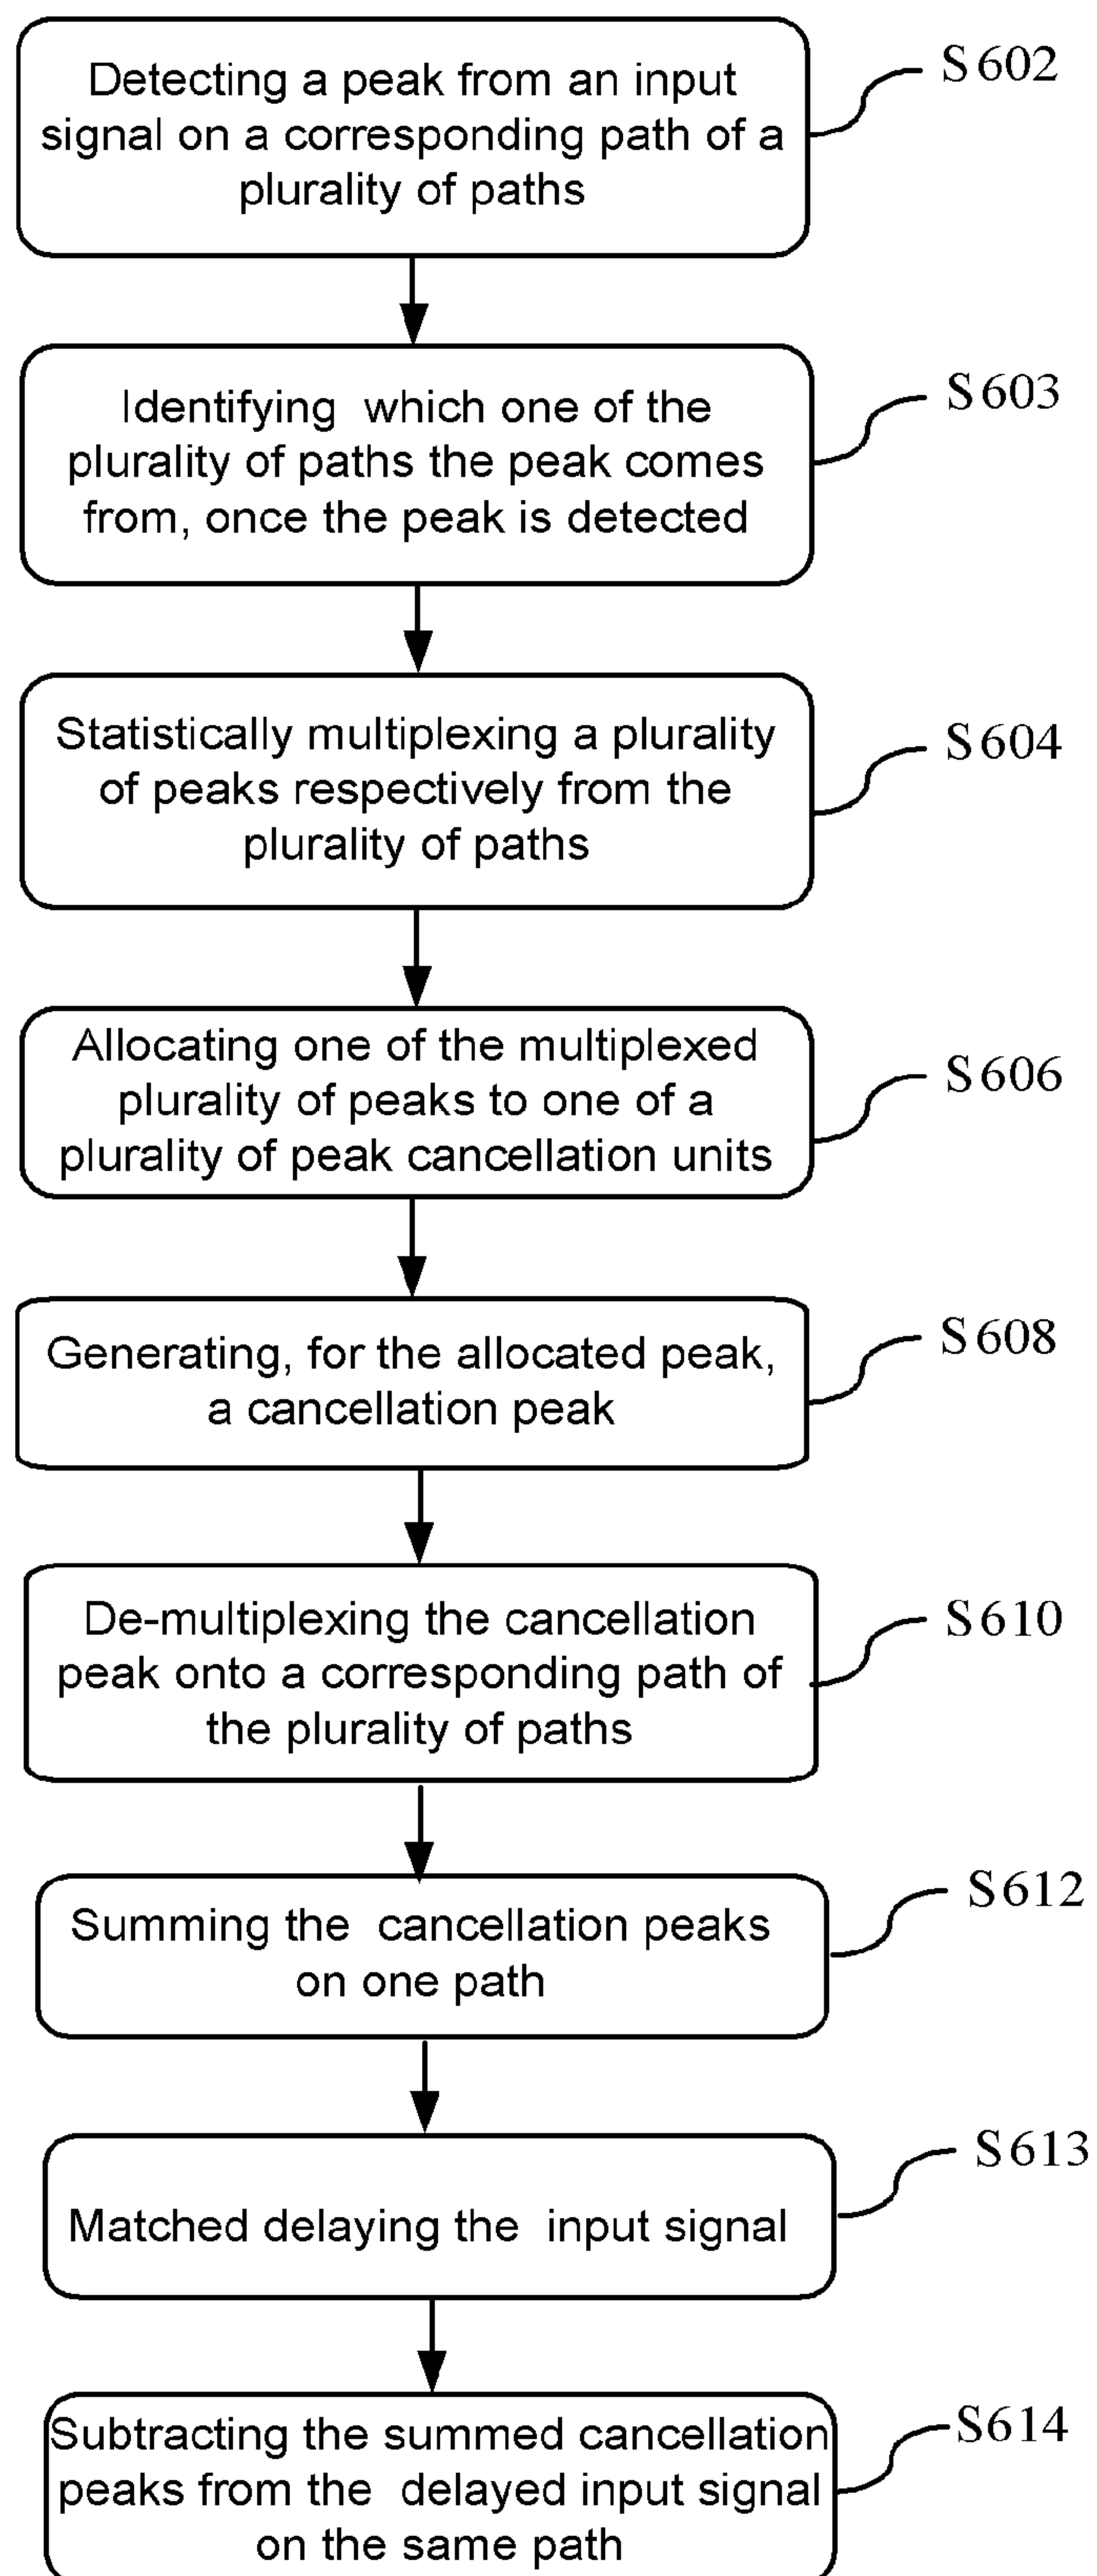 Detecting a peak from an input
signal on a corresponding path of a
plurality of paths
S602
Identifying which one of the
plurality of paths the peak comes
from, once the peak is detected
S603
Statistically multiplexing a plurality
of peaks respectively from the
plurality of paths
S604
Allocating one of the multiplexed
plurality of peaks to one of a
plurality of peak cancellation units
S606
Generating, for the allocated peak,
a cancellation peak
S608
De-multiplexing the cancellation
peak onto a corresponding path of
the plurality of paths
S610
Summing the cancellation peaks
on one path
S612
Matched delaying the input signal
S613
Subtracting the summed cancellation
peaks from the delayed input signal
on the same path
S614